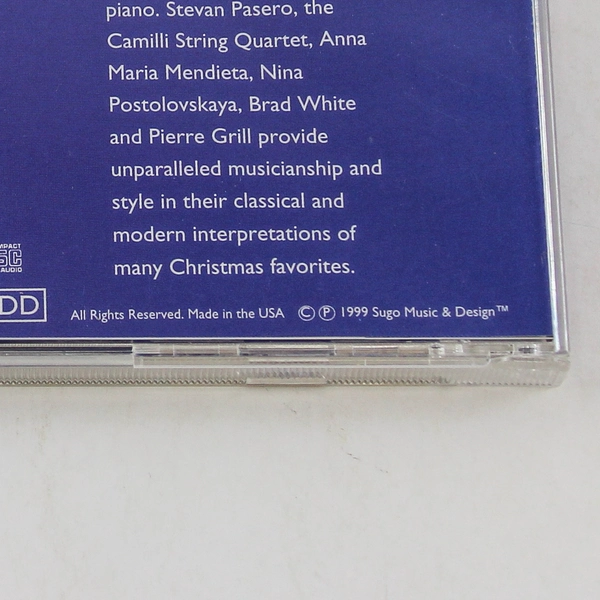 piano. Stevan Pasero, the
Camilli String Quartet, Anna
Maria Mendieta, Nina
Postolovskaya, Brad White
and Pierre Grill provide
unparalleled musicianship and
style in their classical and
modern interpretations of
many Christmas favorites.
DD
All Rights Reserved. Made in the USA © ℗ 1999 Sugo Music & Design™